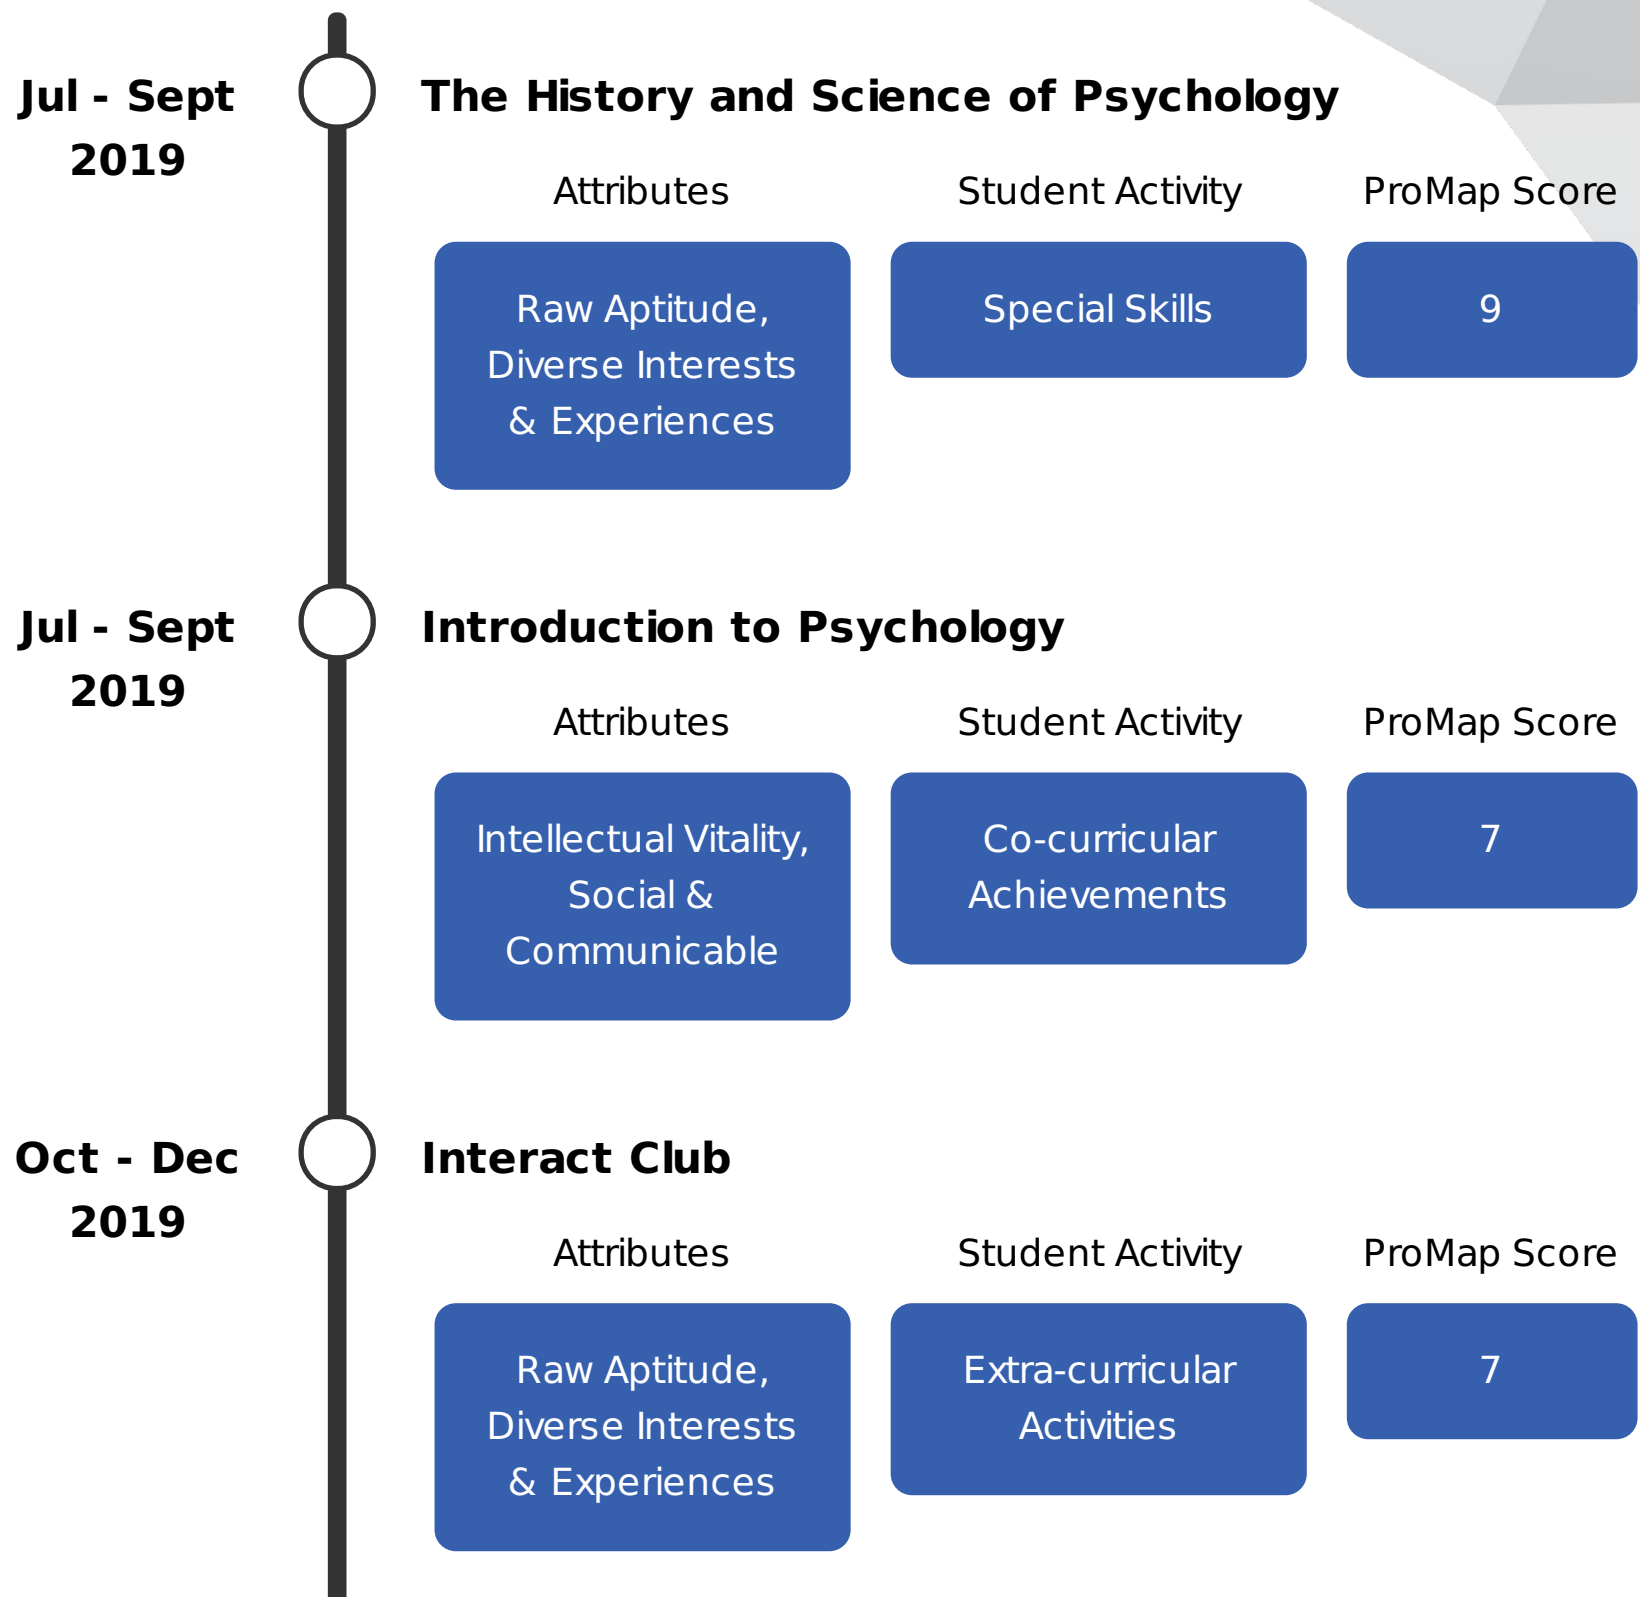 Jul - Sept
2019
The History and Science of Psychology
Attributes
Student Activity
ProMap Score
Raw Aptitude,
Diverse Interests
& Experiences
Special Skills
9
Jul - Sept
2019
Introduction to Psychology
Attributes
Student Activity
ProMap Score
Intellectual Vitality,
Social &
Communicable
Co-curricular
Achievements
7
Oct - Dec
2019
Interact Club
Attributes
Student Activity
ProMap Score
Raw Aptitude,
Diverse Interests
& Experiences
Extra-curricular
Activities
7